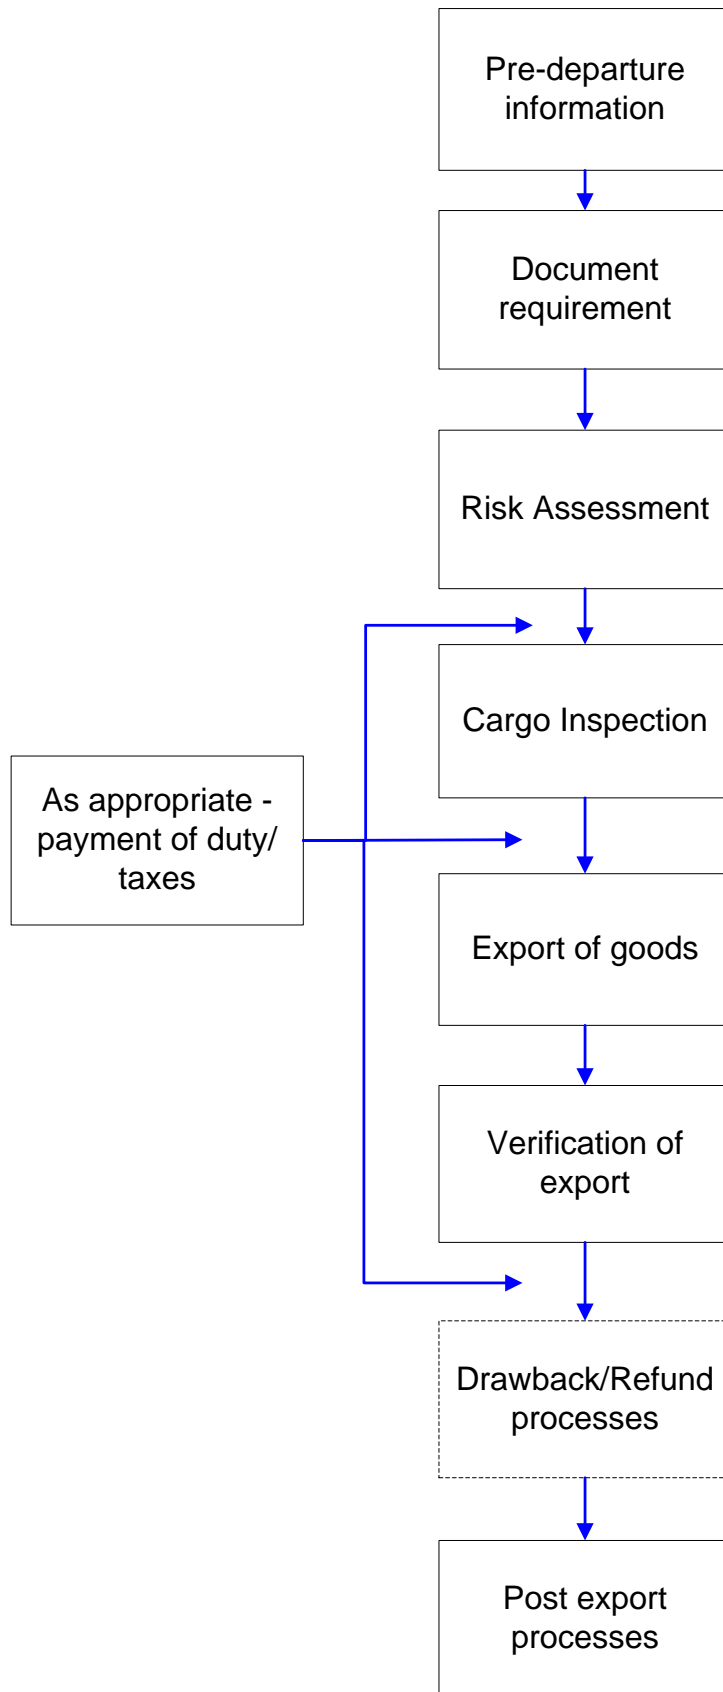 Pre-departure
information
Document
requirement
Risk Assessment
Cargo Inspection
As appropriate -
payment of duty/
taxes
Export of goods
Verification of
export
Drawback/Refund
processes
Post export
processes